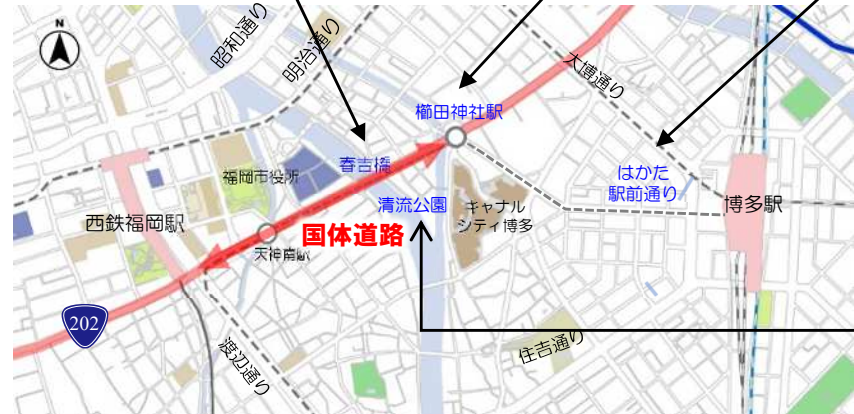 N
昭和通り
明治通り
大博通り
櫛田神社駅
春吉橋
はかた
駅前通り
福岡市役所
博多駅
西鉄福岡駅
清流公園
キャナル
シティ博多
国体道路
天神南駅
202
住吉通り
渡辺通り